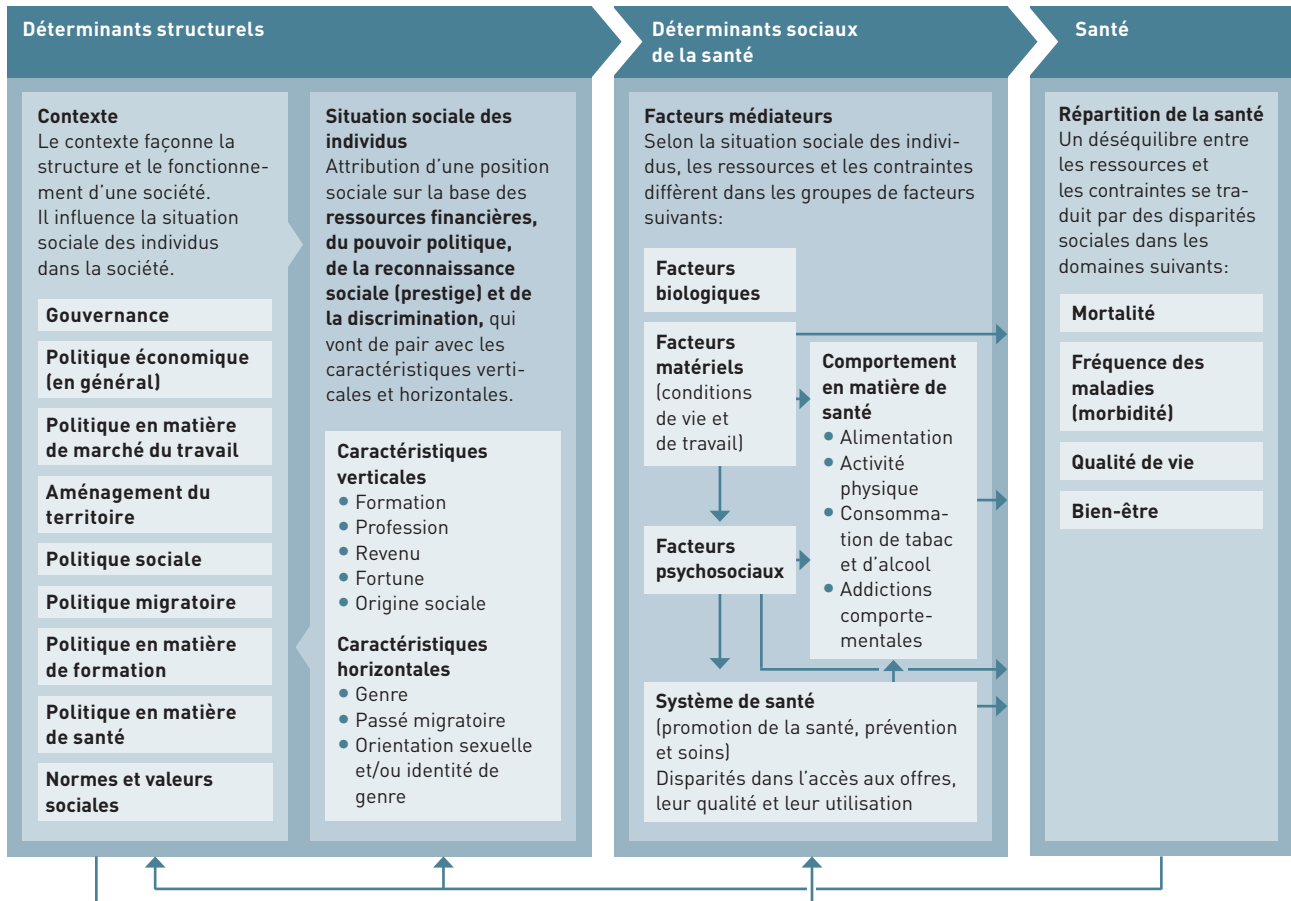 Déterminants structurels
Déterminants sociaux
de la santé
Santé
Contexte
Le contexte façonne la
structure et le fonctionne-
ment d’une société.
Il influence la situation
sociale des individus
dans la société.
Gouvernance
Politique économique
(en général)
Politique en matière
de marché du travail
Aménagement du
territoire
Politique sociale
Politique migratoire
Politique en matière
de formation
Politique en matière
de santé
Normes et valeurs
sociales
Situation sociale des
individus
Attribution d’une position
sociale sur la base des
ressources financières,
du pouvoir politique,
de la reconnaissance
sociale (prestige) et de
la discrimination, qui
vont de pair avec les
caractéristiques verti-
cales et horizontales.
Caractéristiques
verticales
• Formation
• Profession
• Revenu
• Fortune
• Origine sociale
Caractéristiques
horizontales
• Genre
• Passé migratoire
• Orientation sexuelle
et/ou identité de
genre
Facteurs médiateurs
Selon la situation sociale des indivi-
dus, les ressources et les contraintes
diffèrent dans les groupes de facteurs
suivants:
Facteurs
biologiques
Facteurs
matériels
(conditions
de vie et
de travail)
Facteurs
psychosociaux
Comportement
en matière de
santé
• Alimentation
• Activité
physique
• Consomma-
tion de tabac
et d’alcool
• Addictions
comporte-
mentales
Système de santé
(promotion de la santé, prévention
et soins)
Disparités dans l’accès aux offres,
leur qualité et leur utilisation
Répartition de la santé
Un déséquilibre entre
les ressources et
les contraintes se tra-
duit par des disparités
sociales dans les
domaines suivants:
Mortalité
Fréquence des
maladies
(morbidité)
Qualité de vie
Bien-être